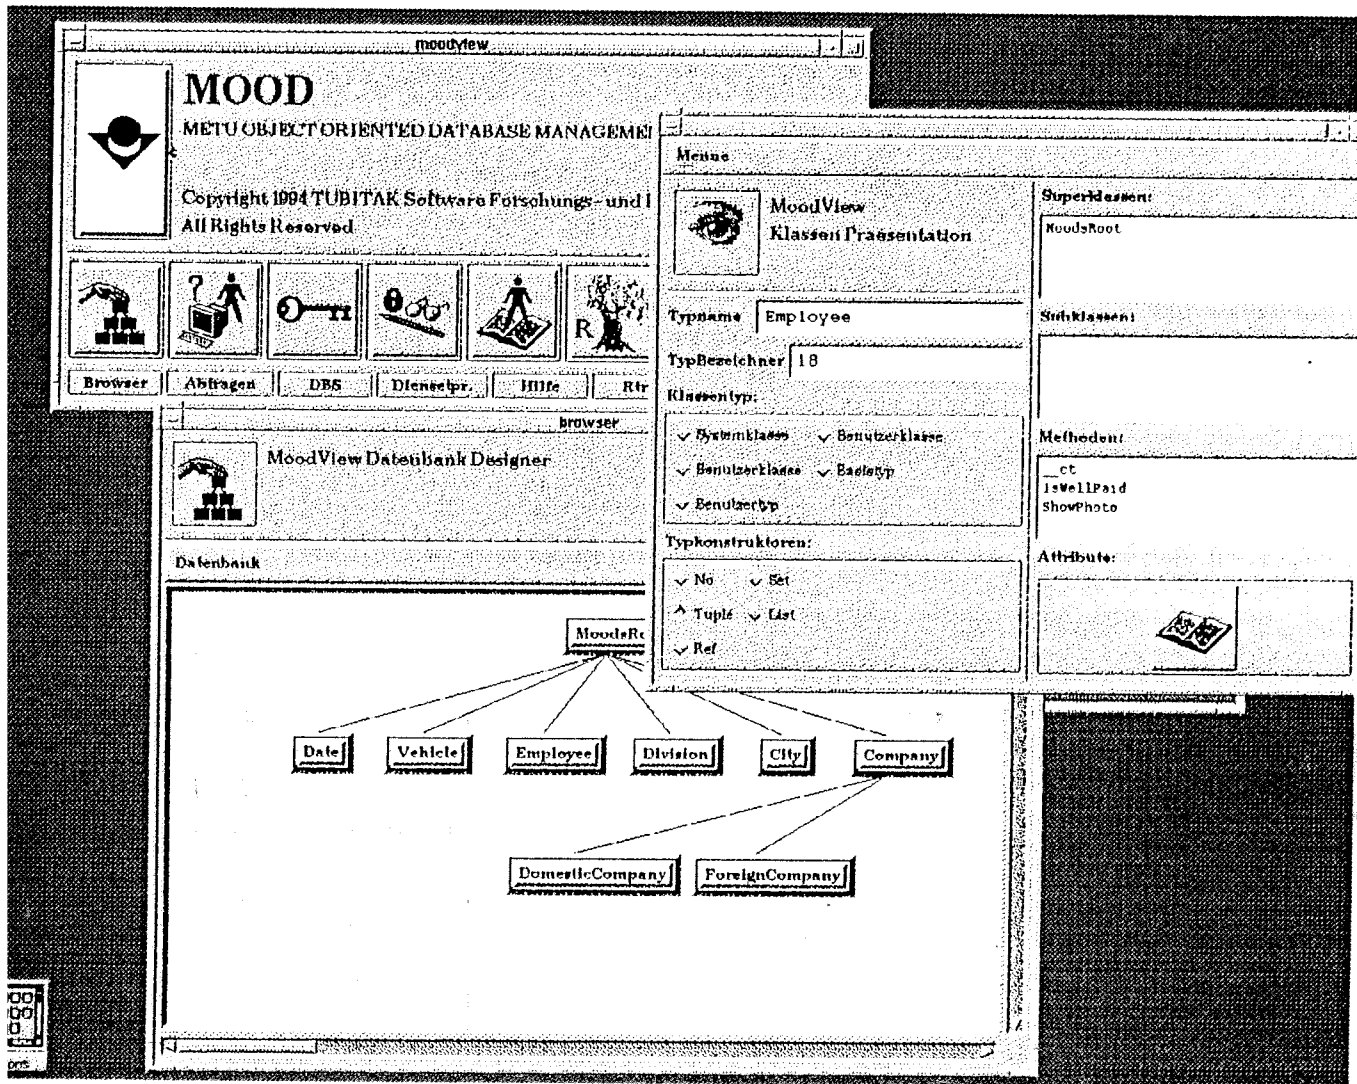 moodview
MOOD
METU OBJECT ORIENTED DATABASE MANAGEME
Copyright 1994 TUBITAK Software Forschungs- und
All Rights Reserved
R
Browser Abfragen DBS Hilfe
browser
MoodView Datenbank Designer
Datenbank
MoodsRo
Date Vehicle Employee Division City Company
DomesticCompany ForeignCompany
Menue
MoodView
Klassen Praesentation
Typname Employee
TypBezeichner 18
Klassentyp:
Systemklasse Benutzerklasse
Benutzerklasse Basistyp
Benutzertyp
Typkonstruktoren:
No Set
Tuple List
Ref
Superklassen:
MoodsRoot
Subklassen:
Methoden:
__ct
IsWellPaid
ShowPhoto
Attribute:
ons